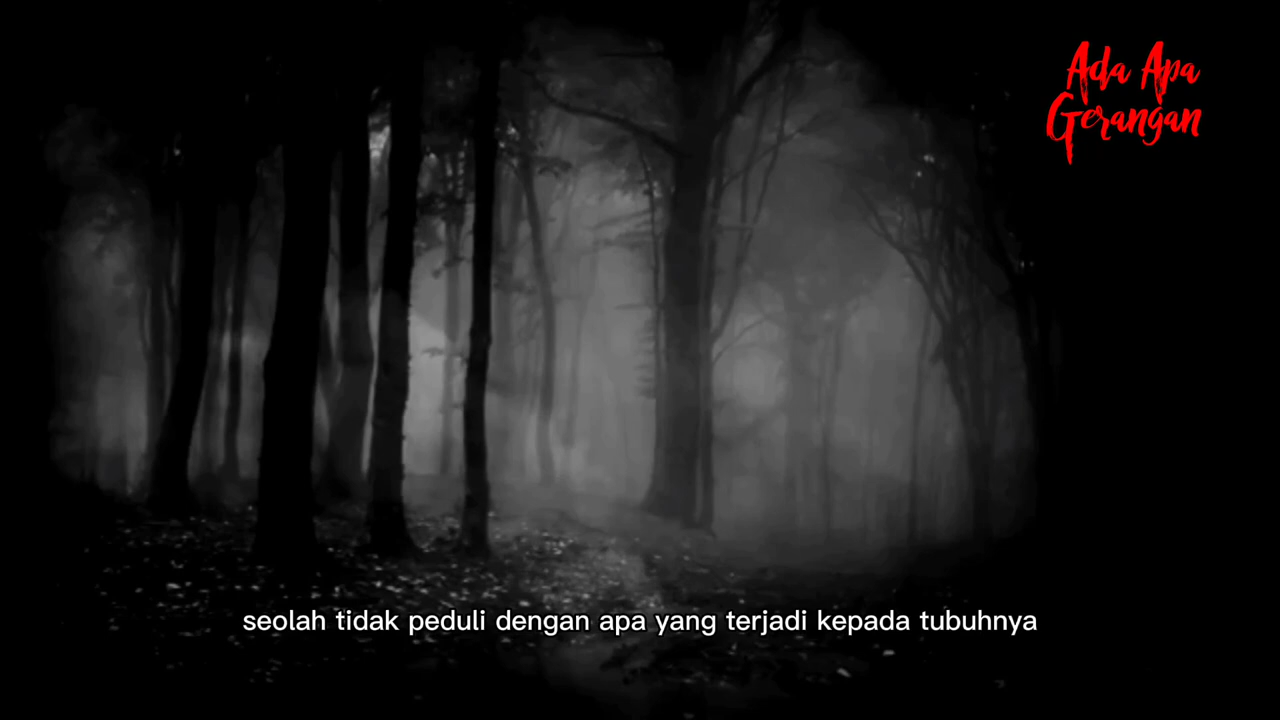 Ada Apa
Gerangan
seolah tidak peduli dengan apa yang terjadi kepada tubuhnya